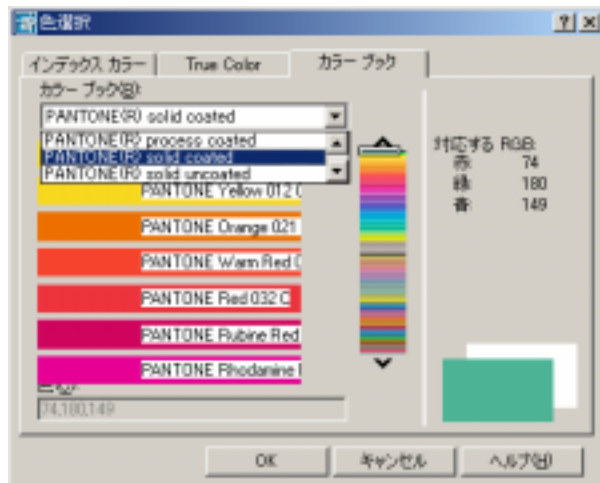 色選択
インデックス カラー
True Color
カラー ブック
カラー ブック(B):
PANTONE(R) solid coated
PANTONE(R) process coated
PANTONE(R) solid coated
PANTONE(R) solid uncoated
PANTONE Yellow 012 C
PANTONE Orange 021
PANTONE Warm Red C
PANTONE Red 032 C
PANTONE Rubine Red
PANTONE Rhodamine
対応する RGB:
赤: 74
緑: 180
青: 149
74,180,149
OK
キャンセル
ヘルプ(H)